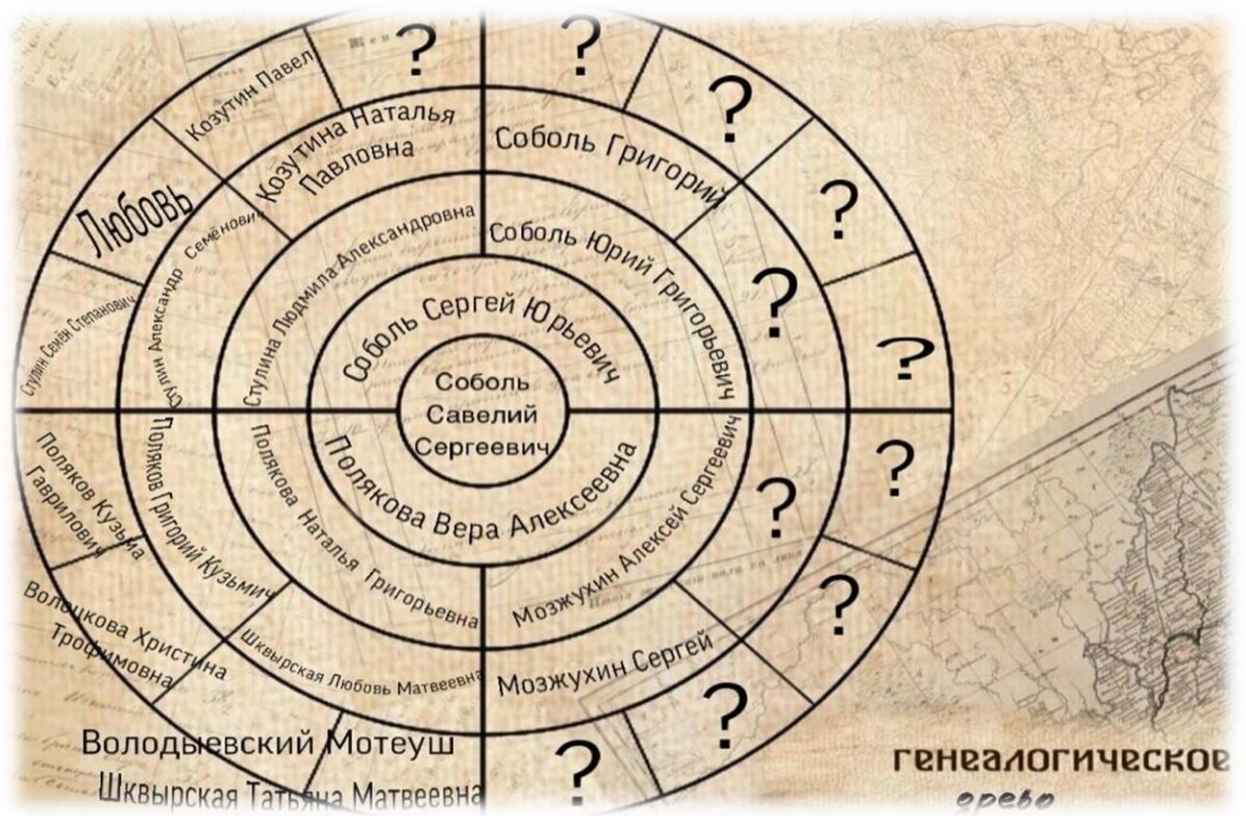 ?
?
Козутин Павел
?
Козутина Наталья
Павловна
Соболь Григорий
Любовь
?
Стулин Александр Семёнович
Стулина Людмила Александровна
Соболь Юрий Григорьевич
?
Стулин Семён Степанович
Соболь Сергей Юрьевич
?
Соболь
Савелий
Сергеевич
Поляков Кузьма
Гаврилович
Поляков Григорий Кузьмич
Полякова Наталья Григорьевна
Полякова Вера Алексеевна
Мозжухин Алексей Сергеевич
?
?
Волоцкова Христина
Трофимовна
Шквырская Любовь Матвеевна
Мозжухин Сергей
?
?
?
Володыевский Мотеуш
Шквырская Татьяна Матвеевна
генеалогическое
древо